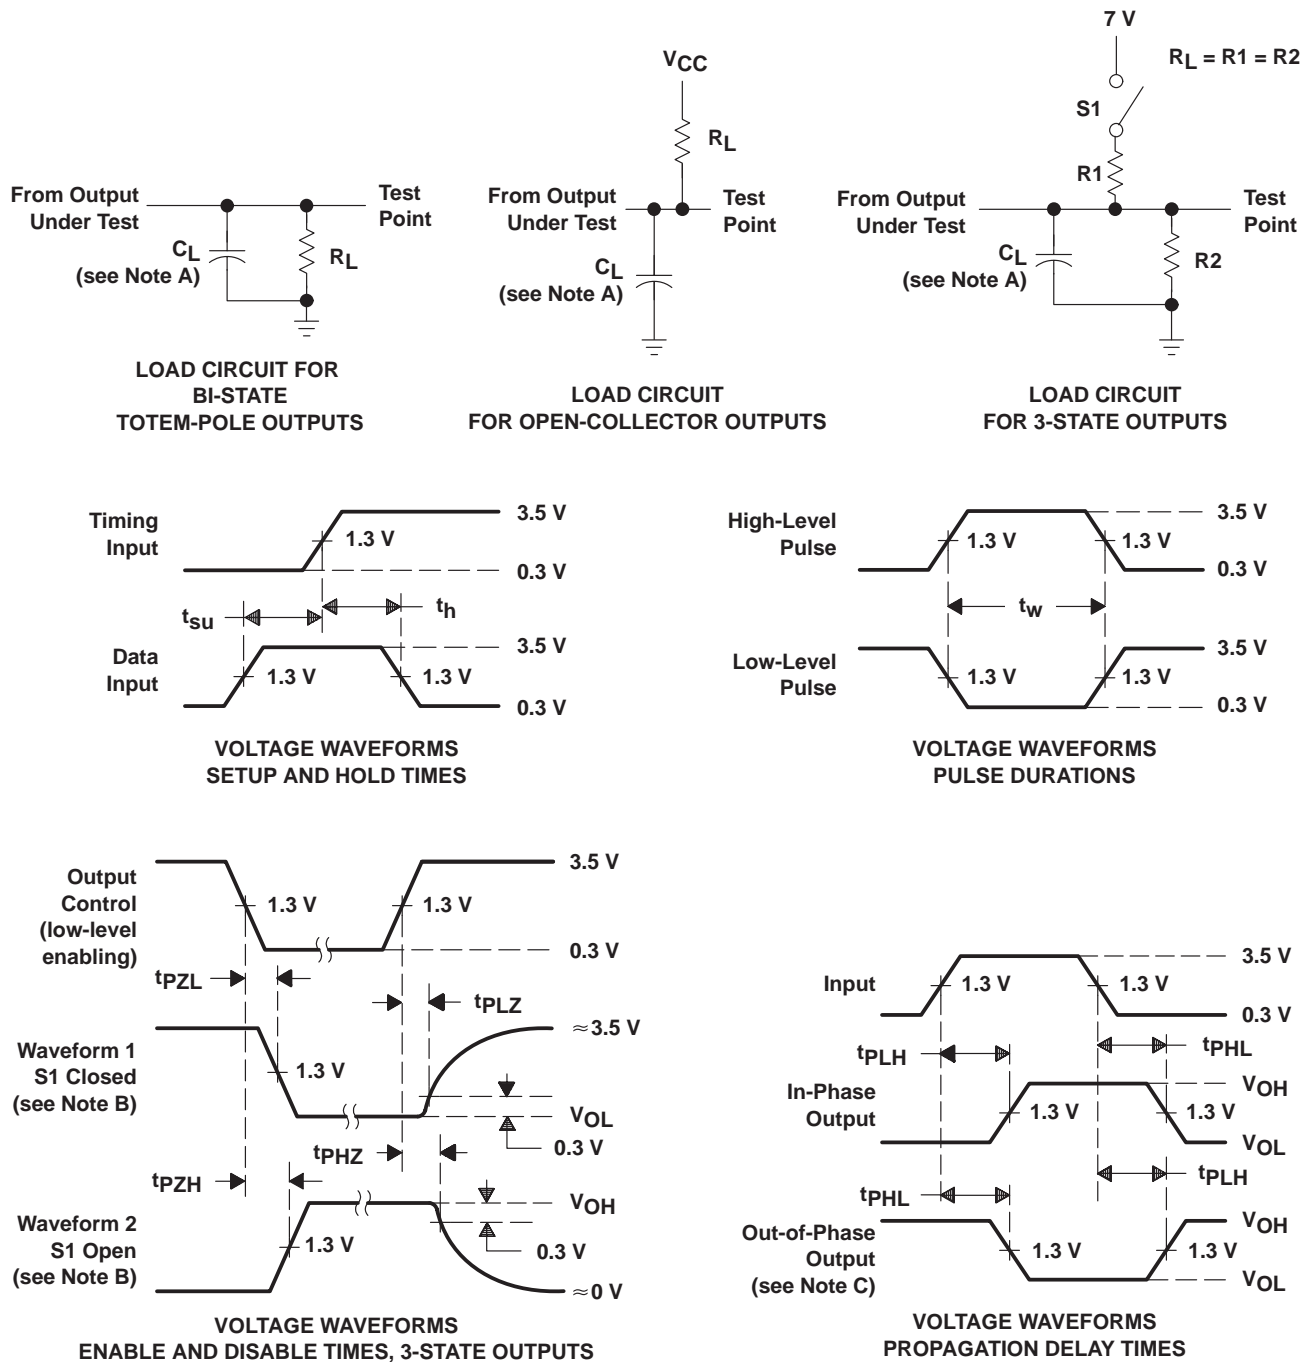 VCC
RL
From Output
Under Test
Test
Point
CL
(see Note A)
RL
LOAD CIRCUIT FOR
BI-STATE
TOTEM-POLE OUTPUTS
From Output
Under Test
Test
Point
CL
(see Note A)
LOAD CIRCUIT
FOR OPEN-COLLECTOR OUTPUTS
7 V
RL = R1 = R2
S1
R1
From Output
Under Test
Test
Point
CL
(see Note A)
R2
LOAD CIRCUIT
FOR 3-STATE OUTPUTS
Timing
Input
1.3 V
3.5 V
0.3 V
tsu
th
Data
Input
1.3 V
1.3 V
3.5 V
0.3 V
VOLTAGE WAVEFORMS
SETUP AND HOLD TIMES
High-Level
Pulse
1.3 V
1.3 V
3.5 V
0.3 V
tw
Low-Level
Pulse
1.3 V
1.3 V
3.5 V
0.3 V
VOLTAGE WAVEFORMS
PULSE DURATIONS
Output
Control
(low-level
enabling)
1.3 V
1.3 V
3.5 V
0.3 V
tPZL
tPLZ
Waveform 1
S1 Closed
(see Note B)
1.3 V
≈3.5 V
VOL
0.3 V
tPHZ
tPZH
Waveform 2
S1 Open
(see Note B)
1.3 V
VOH
0.3 V
≈0 V
VOLTAGE WAVEFORMS
ENABLE AND DISABLE TIMES, 3-STATE OUTPUTS
Input
1.3 V
1.3 V
3.5 V
0.3 V
tPLH
tPHL
In-Phase
Output
1.3 V
1.3 V
VOH
VOL
tPHL
tPLH
Out-of-Phase
Output
(see Note C)
1.3 V
1.3 V
VOH
VOL
VOLTAGE WAVEFORMS
PROPAGATION DELAY TIMES